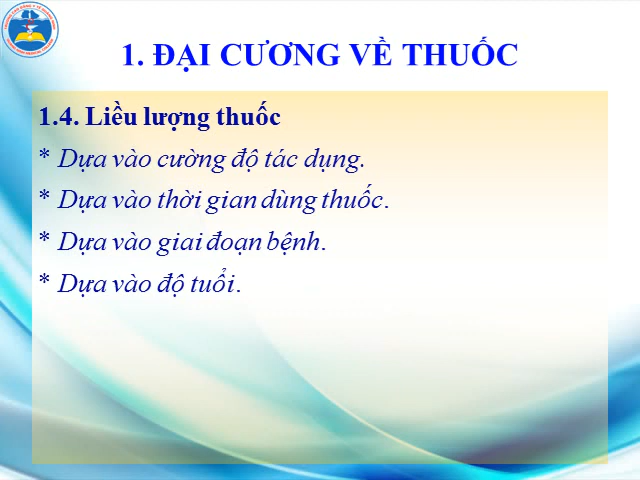 1. ĐẠI CƯƠNG VỀ THUỐC
1.4. Liều lượng thuốc
* Dựa vào cường độ tác dụng.
* Dựa vào thời gian dùng thuốc.
* Dựa vào giai đoạn bệnh.
* Dựa vào độ tuổi.